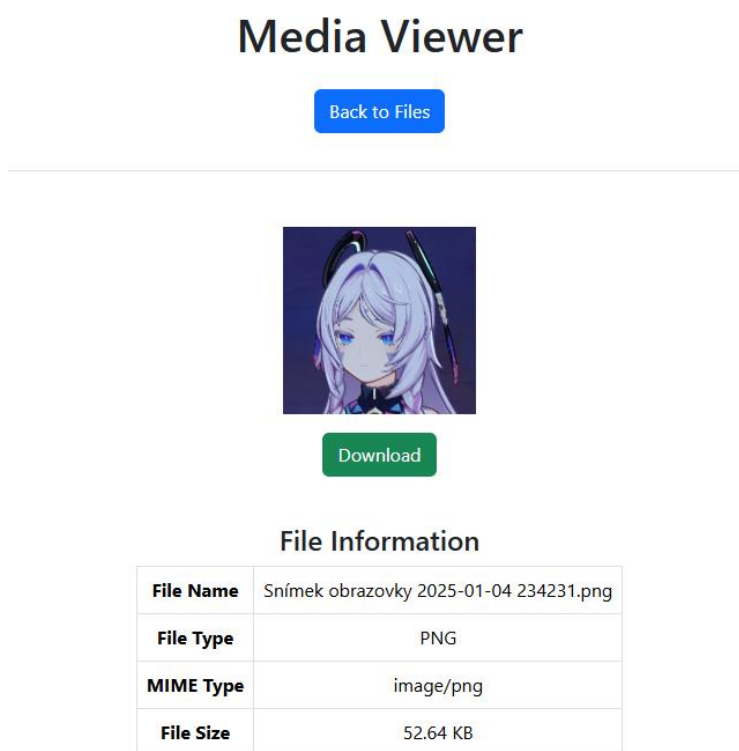 Media Viewer
Back to Files
Download
File Information
File Name Snímek obrazovky 2025-01-04 234231.png
File Type PNG
MIME Type image/png
File Size 52.64 KB